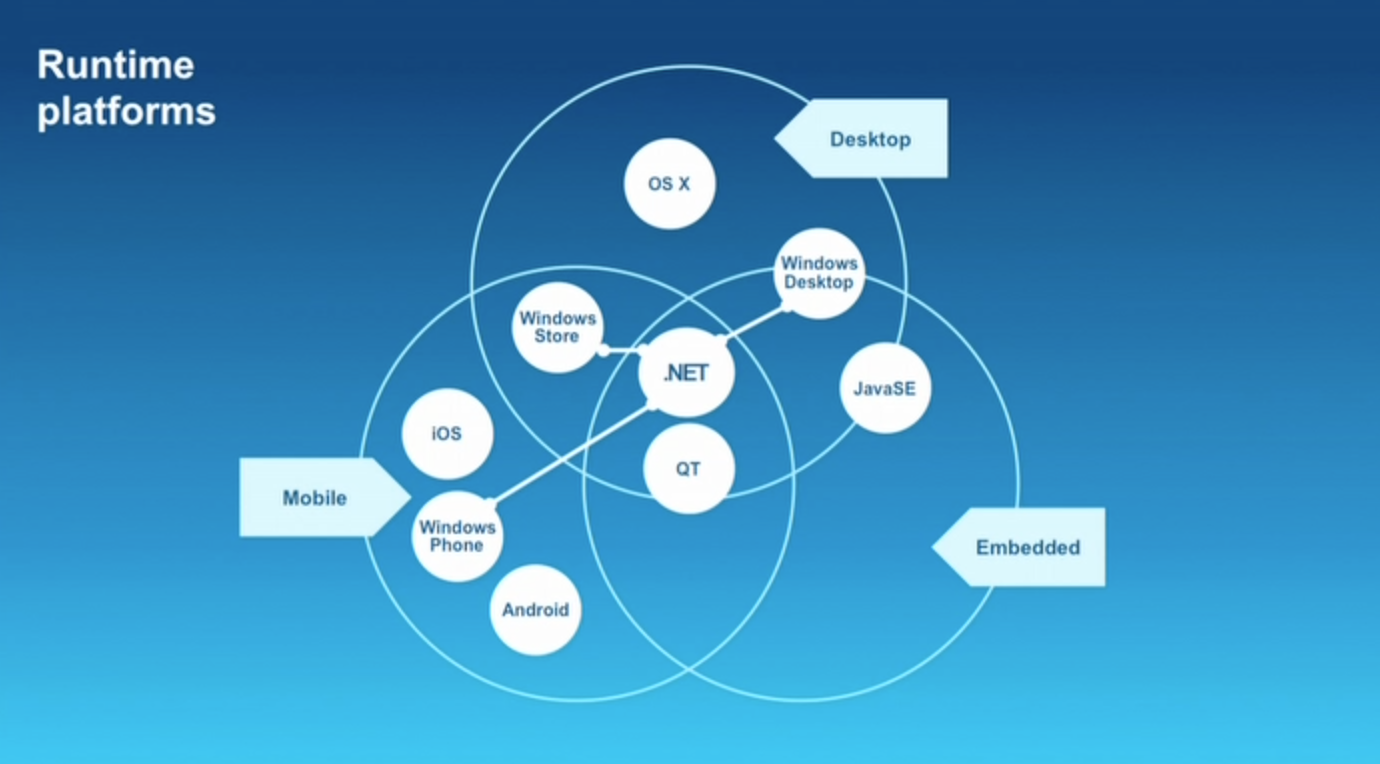 Runtime
platforms
Desktop
OS X
Windows
Desktop
Windows
Store
.NET
JavaSE
iOS
QT
Mobile
Windows
Phone
Embedded
Android